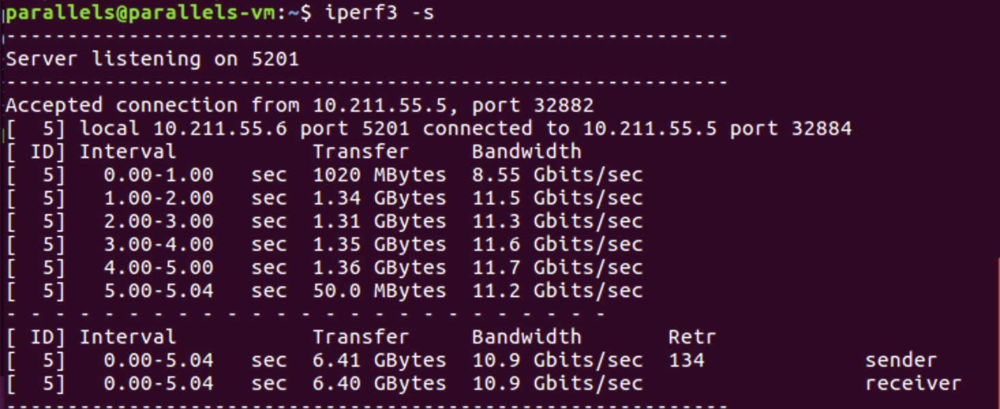 parallels@parallels-vm:~$ iperf3 -s
-----------------------------------------------------------
Server listening on 5201
-----------------------------------------------------------
Accepted connection from 10.211.55.5, port 32882
[  5] local 10.211.55.6 port 5201 connected to 10.211.55.5 port 32884
[ ID] Interval           Transfer     Bandwidth
[  5]   0.00-1.00   sec  1020 MBytes  8.55 Gbits/sec
[  5]   1.00-2.00   sec  1.34 GBytes  11.5 Gbits/sec
[  5]   2.00-3.00   sec  1.31 GBytes  11.3 Gbits/sec
[  5]   3.00-4.00   sec  1.35 GBytes  11.6 Gbits/sec
[  5]   4.00-5.00   sec  1.36 GBytes  11.7 Gbits/sec
[  5]   5.00-5.04   sec  50.0 MBytes  11.2 Gbits/sec
- - - - - - - - - - - - - - - - - - - - - - - - -
[ ID] Interval           Transfer     Bandwidth       Retr
[  5]   0.00-5.04   sec  6.41 GBytes  10.9 Gbits/sec  134             sender
[  5]   0.00-5.04   sec  6.40 GBytes  10.9 Gbits/sec                  receiver
-----------------------------------------------------------